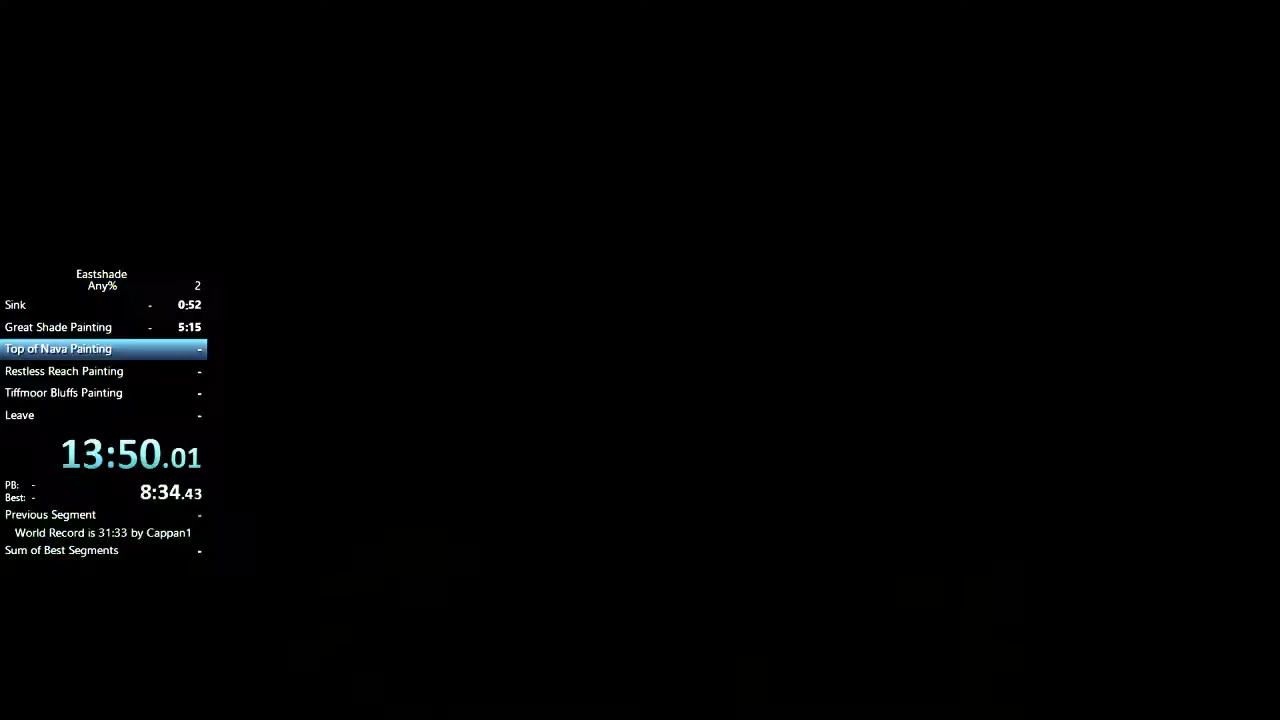 Eastshade
Any% 2
Sink - 0:52
Great Shade Painting - 5:15
Top of Nava Painting -
Restless Reach Painting -
Tiffmoor Bluffs Painting -
Leave -
13:50.01
PB: - 8:34.43
Best: -
Previous Segment -
World Record is 31:33 by Cappan1
Sum of Best Segments -